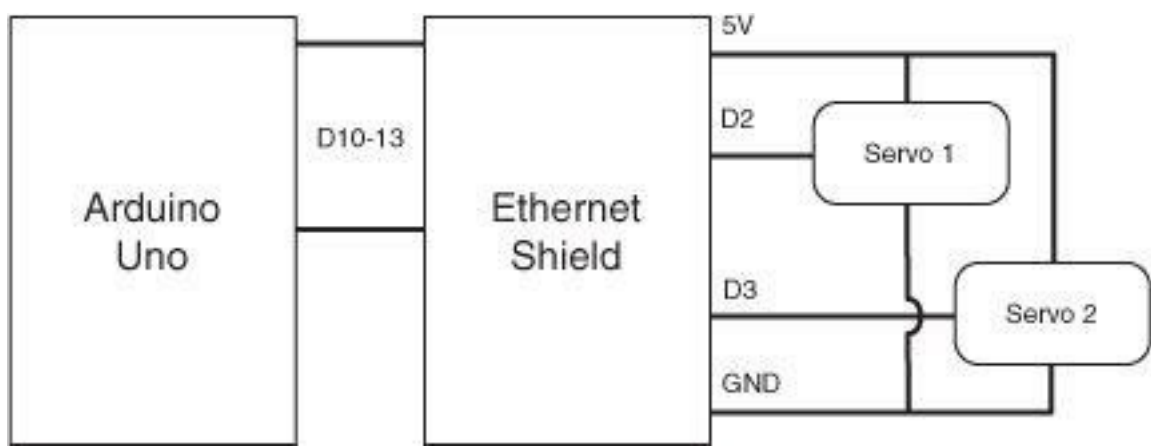 Arduino
Uno
D10-13
Ethernet
Shield
5V
D2
Servo 1
D3
Servo 2
GND